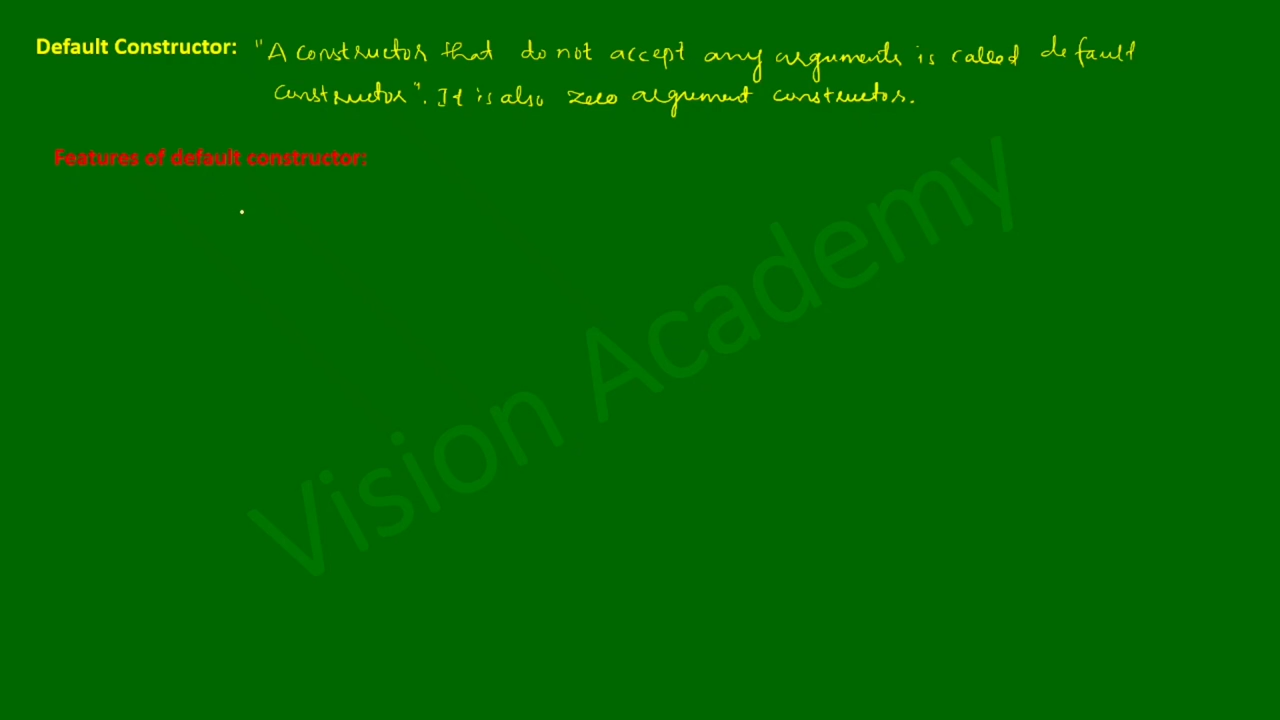 Default Constructor: "A constructor that do not accept any arguments is called default
constructor". It is also zero argument constructor.
Features of default constructor:
Vision Academy